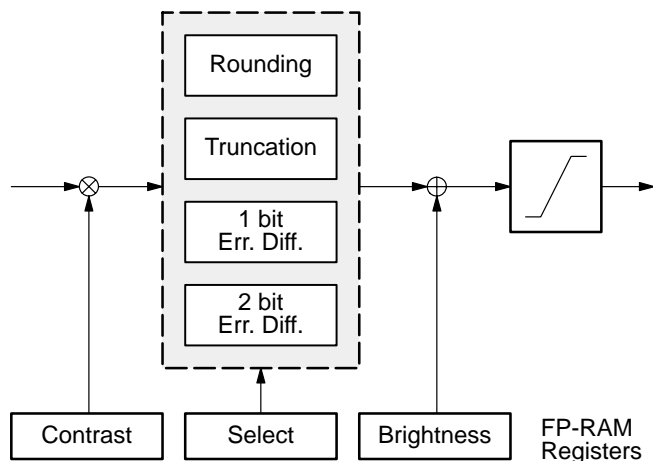 Rounding
Truncation
1 bit
Err. Diff.
2 bit
Err. Diff.
Contrast
Select
Brightness
FP-RAM
Registers